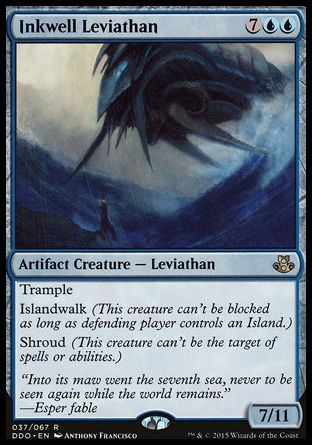 Inkwell Leviathan 7
Artifact Creature — Leviathan
Trample
Islandwalk (This creature can't be blocked
as long as defending player controls an Island.)
Shroud (This creature can't be the target of
spells or abilities.)
“Into its maw went the seventh sea, never to
be seen again while the world remains.”
—Esper fable
7/11
037/067 R
DDO • EN Anthony Francisco
™ & © 2015 Wizards of the Coast